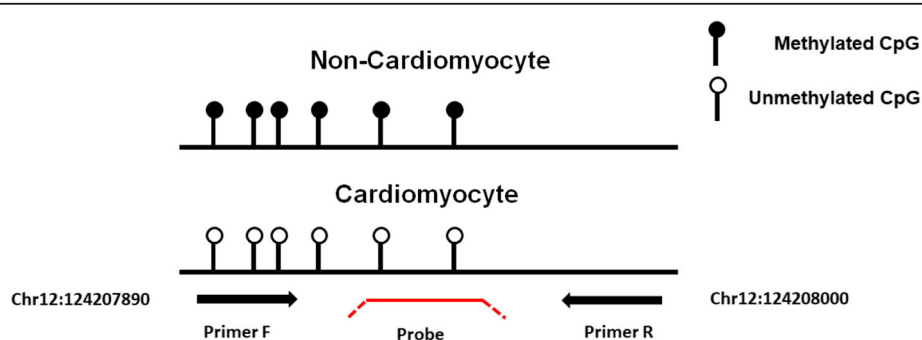 Methylated CpG
Non-Cardiomyocyte
Unmethylated CpG
Cardiomyocyte
Chr12:124207890
Chr12:124208000
Primer F
Probe
Primer R